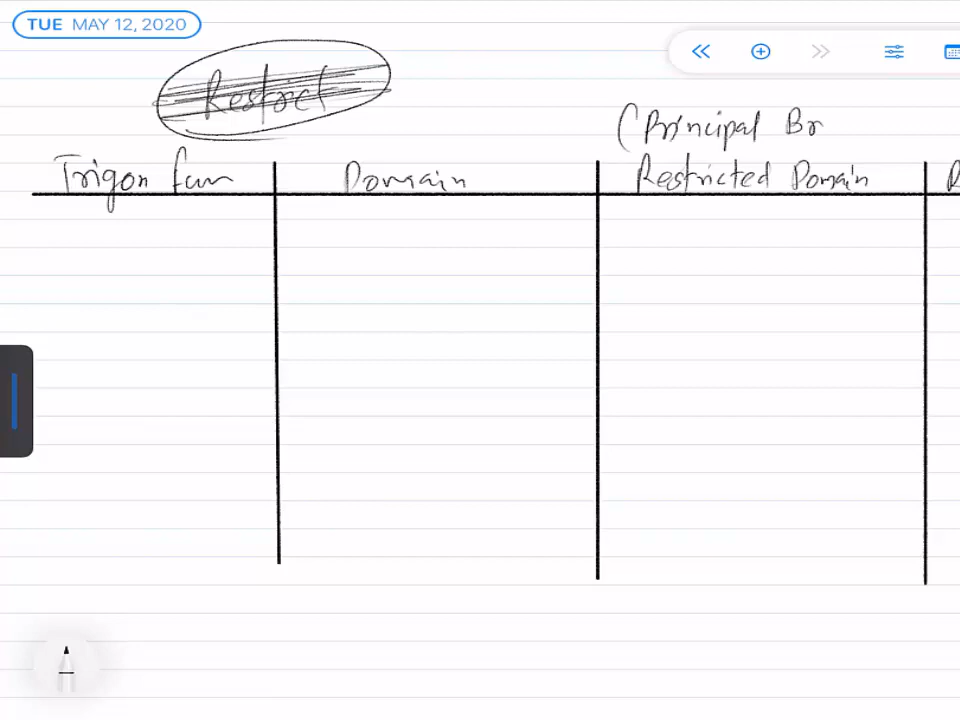 TUE MAY 12, 2020
Restrict
(Principal Br
Trigon fun Domain Restricted Domain R